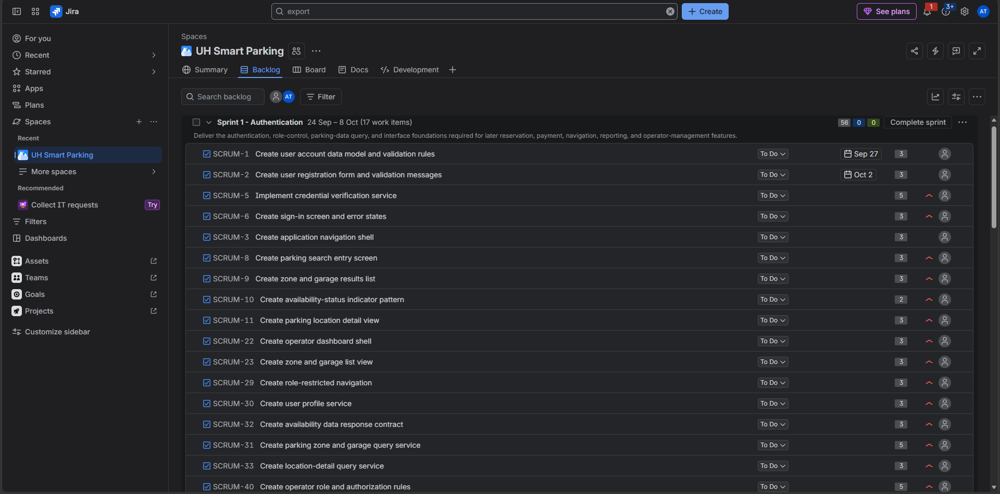 Jira
export
Create
See plans
1
3+
AT
For you
Recent
Starred
Apps
Plans
Spaces
Recent
UH Smart Parking
More spaces
Recommended
Collect IT requests
Try
Filters
Dashboards
Assets
Teams
Goals
Projects
Customize sidebar
Spaces
UH Smart Parking
Summary
Backlog
Board
Docs
Development
Search backlog
AT
Filter
Sprint 1 - Authentication 24 Sep – 8 Oct (17 work items) 56 0 0 Complete sprint
Deliver the authentication, role-control, parking-data query, and interface foundations required for later reservation, payment, navigation, reporting, and operator-management features.
SCRUM-1 Create user account data model and validation rules To Do Sep 27 3
SCRUM-2 Create user registration form and validation messages To Do Oct 2 3
SCRUM-5 Implement credential verification service To Do 5
SCRUM-6 Create sign-in screen and error states To Do 3
SCRUM-3 Create application navigation shell To Do 3
SCRUM-8 Create parking search entry screen To Do 3
SCRUM-9 Create zone and garage results list To Do 3
SCRUM-10 Create availability-status indicator pattern To Do 2
SCRUM-11 Create parking location detail view To Do 3
SCRUM-22 Create operator dashboard shell To Do 3
SCRUM-23 Create zone and garage list view To Do 3
SCRUM-29 Create role-restricted navigation To Do 3
SCRUM-30 Create user profile service To Do 3
SCRUM-32 Create availability data response contract To Do 3
SCRUM-31 Create parking zone and garage query service To Do 5
SCRUM-33 Create location-detail query service To Do 3
SCRUM-40 Create operator role and authorization rules To Do 5